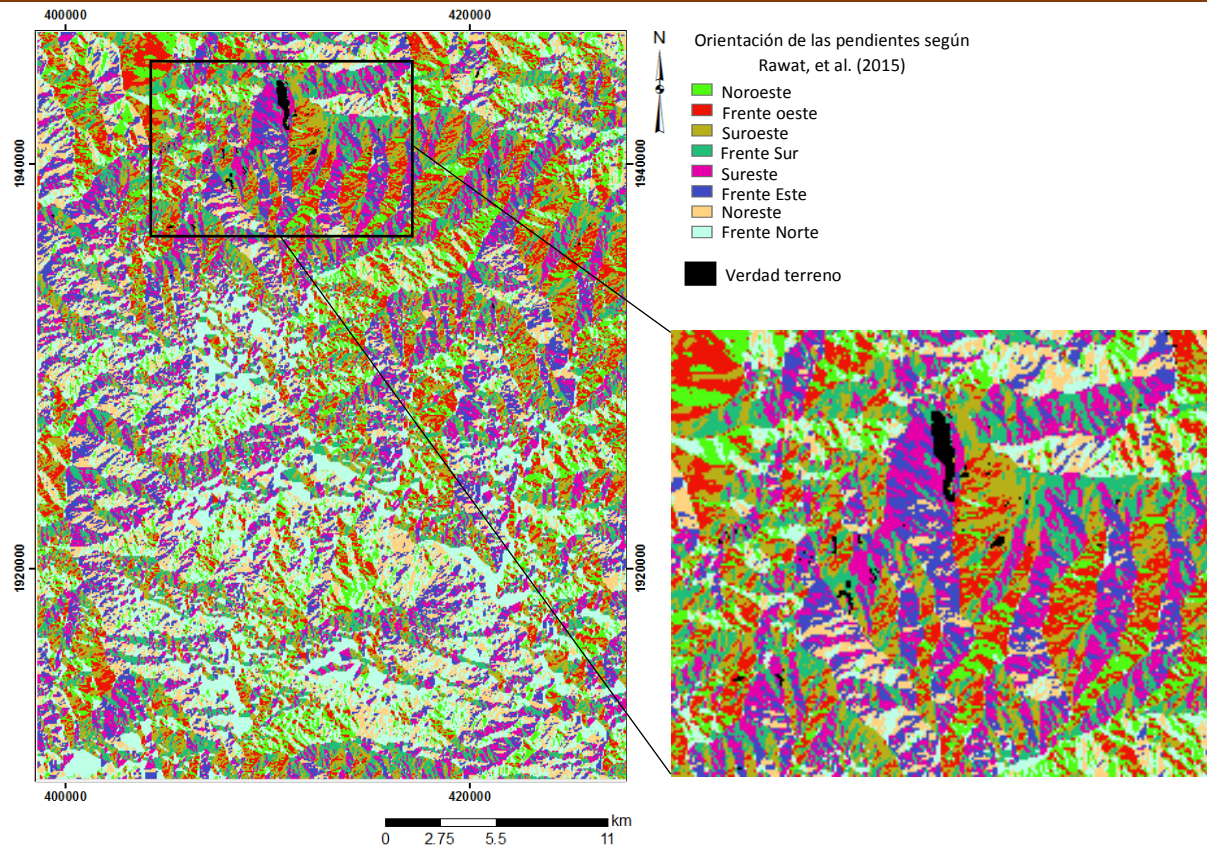 400000
420000
1940000
1940000
1920000
1920000
400000
420000
km
0 2.75 5.5 11
N
Orientación de las pendientes según
Rawat, et al. (2015)
Noroeste
Frente oeste
Suroeste
Frente Sur
Sureste
Frente Este
Noreste
Frente Norte
Verdad terreno